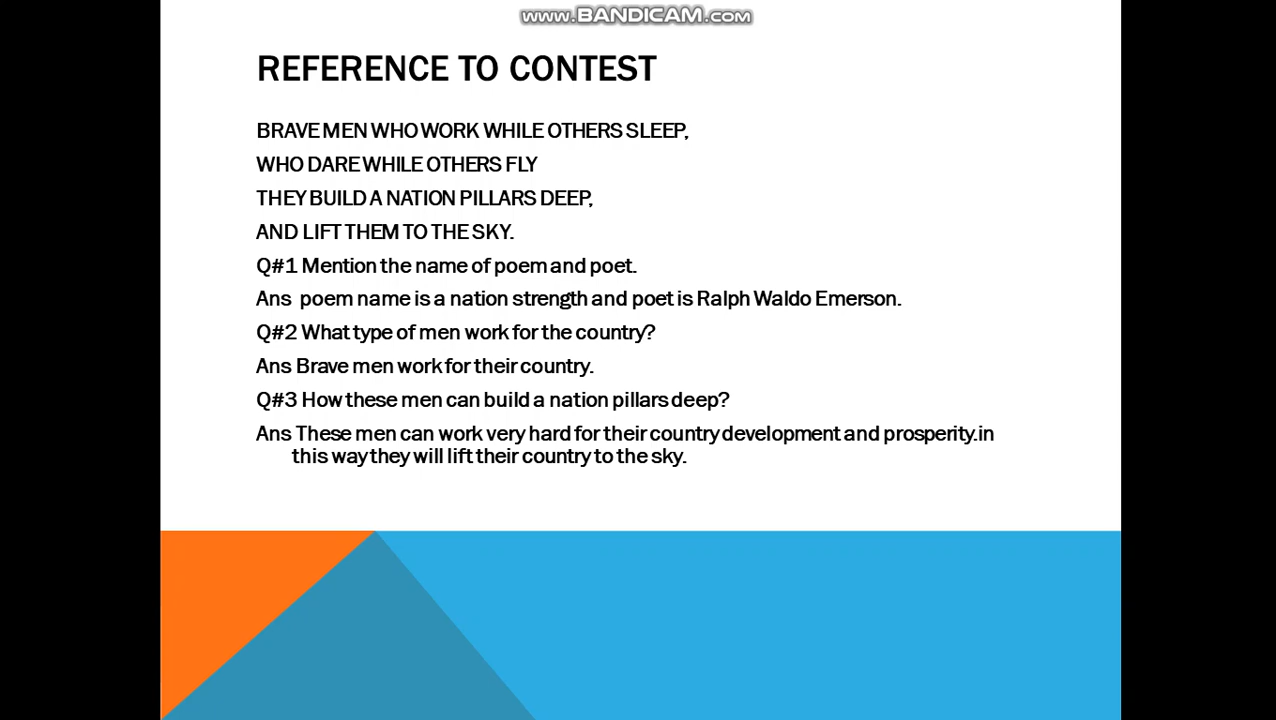 www.BANDICAM.com
REFERENCE TO CONTEST
BRAVE MEN WHO WORK WHILE OTHERS SLEEP,
WHO DARE WHILE OTHERS FLY
THEY BUILD A NATION PILLARS DEEP,
AND LIFT THEM TO THE SKY.
Q#1 Mention the name of poem and poet.
Ans poem name is a nation strength and poet is Ralph Waldo Emerson.
Q#2 What type of men work for the country?
Ans Brave men work for their country.
Q#3 How these men can build a nation pillars deep?
Ans These men can work very hard for their country development and prosperity.in
this way they will lift their country to the sky.